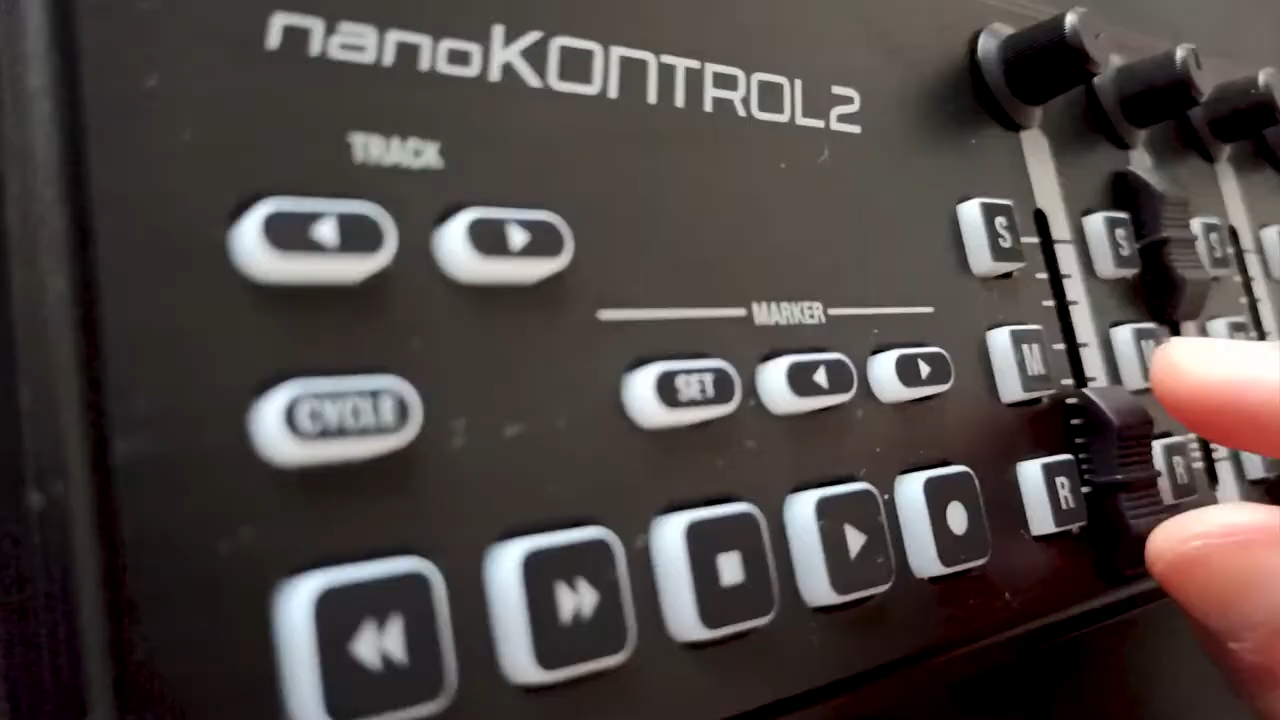 nanoKONTROL2
TRACK
S S S
MARKER
CYCLE SET M M
R R